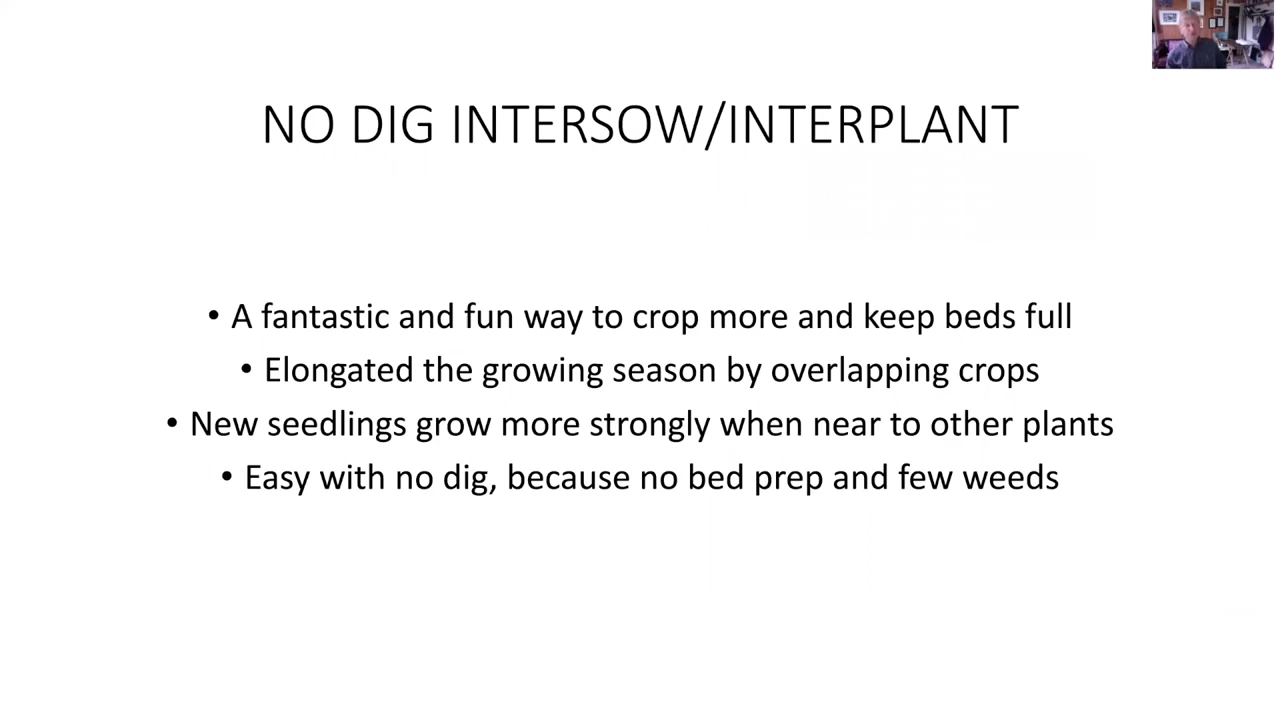 NO DIG INTERSOW/INTERPLANT
• A fantastic and fun way to crop more and keep beds full
• Elongated the growing season by overlapping crops
• New seedlings grow more strongly when near to other plants
• Easy with no dig, because no bed prep and few weeds